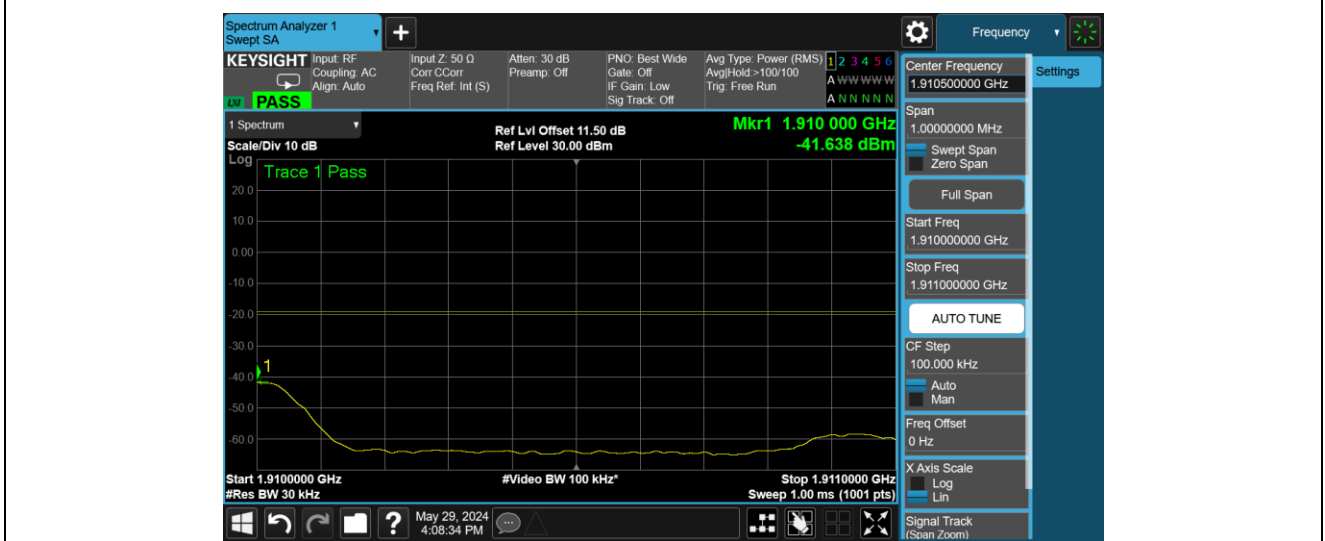 Spectrum Analyzer 1
Swept SA
+
Frequency
KEYSIGHT
Input: RF
Coupling: AC
Align: Auto
Input Z: 50 Ω
Corr CCorr
Freq Ref: Int (S)
Atten: 30 dB
Preamp: Off
PNO: Best Wide
Gate: Off
IF Gain: Low
Sig Track: Off
Avg Type: Power (RMS)
Avg|Hold:>100/100
Trig: Free Run
1 2 3 4 5 6
A W W W W W
A N N N N N
LXI
PASS
1 Spectrum
Scale/Div 10 dB
Ref Lvl Offset 11.50 dB
Ref Level 30.00 dBm
Mkr1 1.910 000 GHz
-41.638 dBm
Log
Trace 1 Pass
20.0
10.0
0.00
-10.0
-20.0
-30.0
1
-40.0
-50.0
-60.0
Start 1.9100000 GHz
#Res BW 30 kHz
#Video BW 100 kHz*
Stop 1.9110000 GHz
Sweep 1.00 ms (1001 pts)
?
May 29, 2024
4:08:34 PM
Center Frequency
1.910500000 GHz
Settings
Span
1.00000000 MHz
Swept Span
Zero Span
Full Span
Start Freq
1.910000000 GHz
Stop Freq
1.911000000 GHz
AUTO TUNE
CF Step
100.000 kHz
Auto
Man
Freq Offset
0 Hz
X Axis Scale
Log
Lin
Signal Track
(Span Zoom)